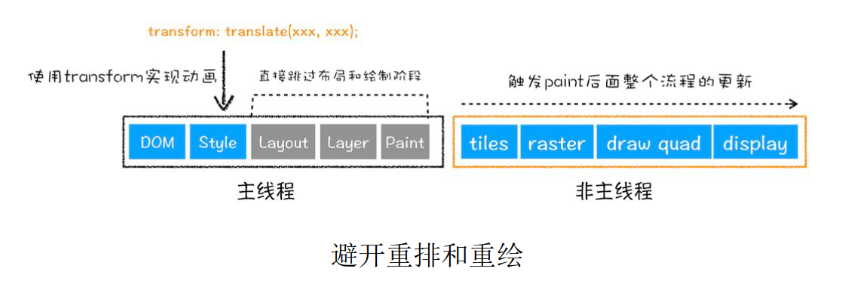 transform: translate(xxx, xxx);
使用transform实现动画
直接跳过布局和绘制阶段
触发paint后面整个流程的更新
DOM Style Layout Layer Paint
tiles raster draw quad display
主线程
非主线程
避开重排和重绘